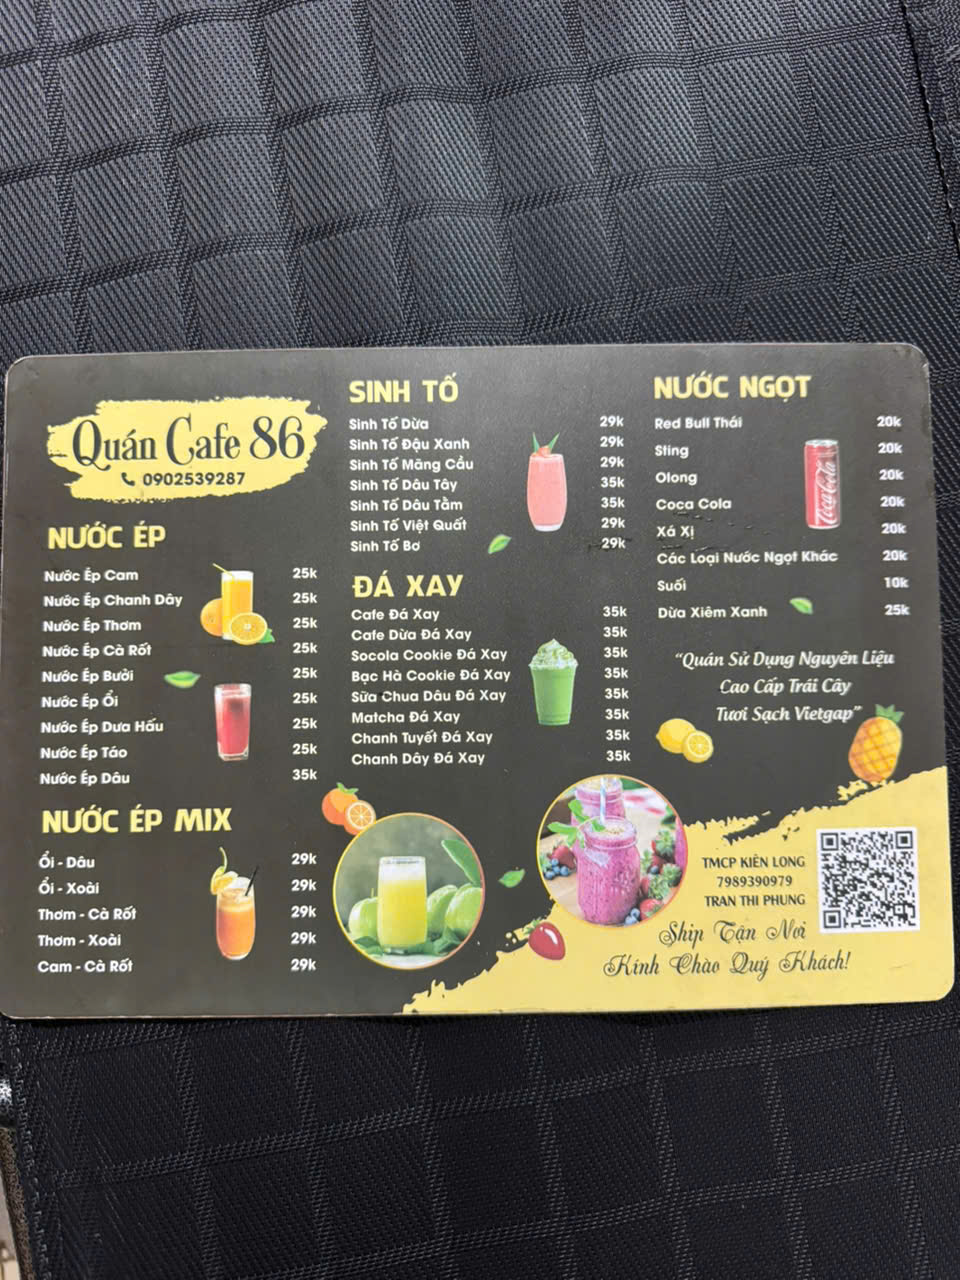 Quán Cafe 86
0902539287
NƯỚC ÉP
Nước Ép Cam 25k
Nước Ép Chanh Dây 25k
Nước Ép Thơm 25k
Nước Ép Cà Rốt 25k
Nước Ép Bưởi 25k
Nước Ép Ổi 25k
Nước Ép Dưa Hấu 25k
Nước Ép Táo 25k
Nước Ép Dâu 35k
NƯỚC ÉP MIX
Ổi - Dâu 29k
Ổi - Xoài 29k
Thơm - Cà Rốt 29k
Thơm - Xoài 29k
Cam - Cà Rốt 29k
SINH TỐ
Sinh Tố Dừa 29k
Sinh Tố Đậu Xanh 29k
Sinh Tố Mãng Cầu 29k
Sinh Tố Dâu Tây 35k
Sinh Tố Dâu Tằm 35k
Sinh Tố Việt Quất 29k
Sinh Tố Bơ 29k
ĐÁ XAY
Cafe Đá Xay 35k
Cafe Dừa Đá Xay 35k
Socola Cookie Đá Xay 35k
Bạc Hà Cookie Đá Xay 35k
Sữa Chua Dâu Đá Xay 35k
Matcha Đá Xay 35k
Chanh Tuyết Đá Xay 35k
Chanh Dây Đá Xay 35k
NƯỚC NGỌT
Red Bull Thái 20k
Sting 20k
Olong 20k
Coca Cola 20k
Xá Xị 20k
Các Loại Nước Ngọt Khác 20k
Suối 10k
Dừa Xiêm Xanh 25k
Coca-Cola
“Quán Sử Dụng Nguyên Liệu
Cao Cấp Trái Cây
Tươi Sạch Vietgap”
TMCP KIÊN LONG
7989390979
TRAN THI PHUNG
Ship Tận Nơi
Kính Chào Quý Khách!